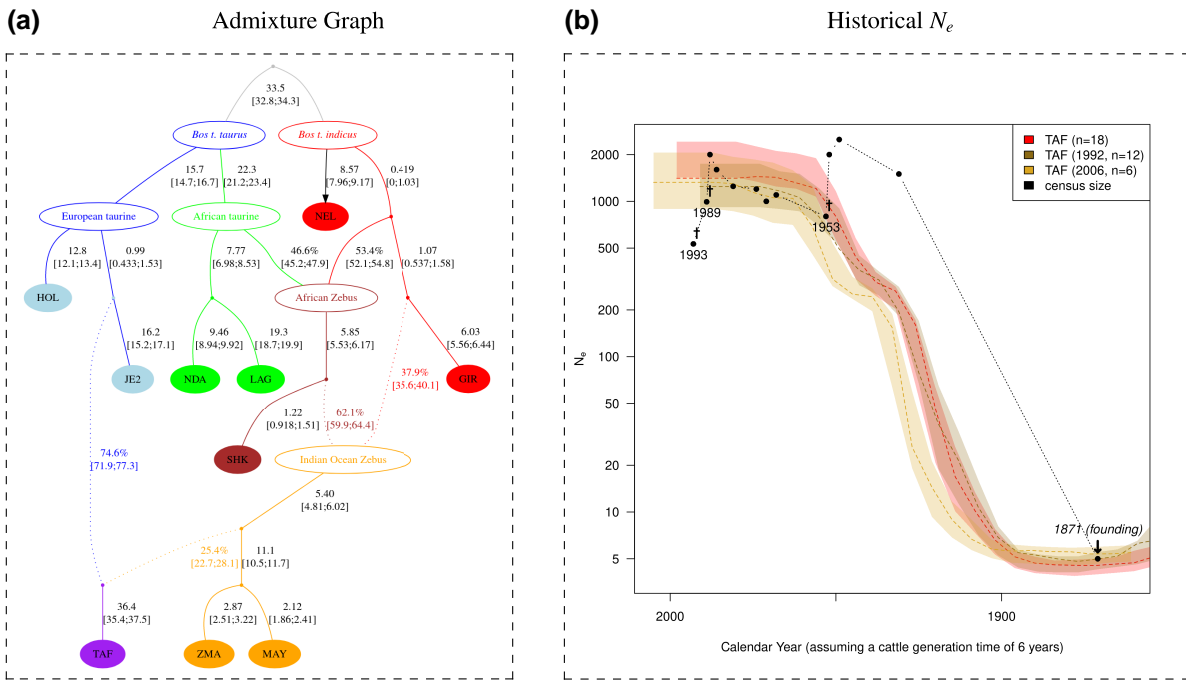 (a)
Admixture Graph
33.5
[32.8;34.3]
Bos t. taurus
Bos t. indicus
15.7
[14.7;16.7]
22.3
[21.2;23.4]
8.57
[7.96;9.17]
0.419
[0;1.03]
European taurine
African taurine
NEL
12.8
[12.1;13.4]
0.99
[0.433;1.53]
7.77
[6.98;8.53]
46.6%
[45.2;47.9]
53.4%
[52.1;54.8]
1.07
[0.537;1.58]
HOL
African Zebus
16.2
[15.2;17.1]
9.46
[8.94;9.92]
19.3
[18.7;19.9]
5.85
[5.53;6.17]
6.03
[5.56;6.44]
JE2
NDA
LAG
37.9%
[35.6;40.1]
GIR
1.22
[0.918;1.51]
62.1%
[59.9;64.4]
74.6%
[71.9;77.3]
SHK
Indian Ocean Zebus
5.40
[4.81;6.02]
25.4%
[22.7;28.1]
11.1
[10.5;11.7]
36.4
[35.4;37.5]
2.87
[2.51;3.22]
2.12
[1.86;2.41]
TAF
ZMA
MAY
(b)
Historical Ne
TAF (n=18)
TAF (1992, n=12)
TAF (2006, n=6)
census size
2000
1000
500
200
100
50
20
10
5
Ne
†
1989
†
1993
†
1953
1871 (founding)
2000
1900
Calendar Year (assuming a cattle generation time of 6 years)